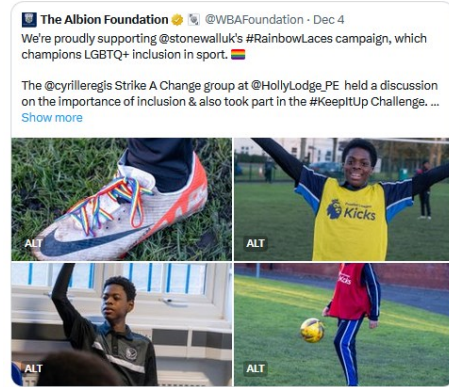 The Albion Foundation @WBAFoundation · Dec 4
We're proudly supporting @stonewalluk's #RainbowLaces campaign, which
champions LGBTQ+ inclusion in sport. 🏳️‍🌈
The @cyrilleregis Strike A Change group at @HollyLodge_PE held a discussion
on the importance of inclusion & also took part in the #KeepItUp Challenge. ...
Show more
ALT
Kicks
ALT
ALT
Kicks
ALT